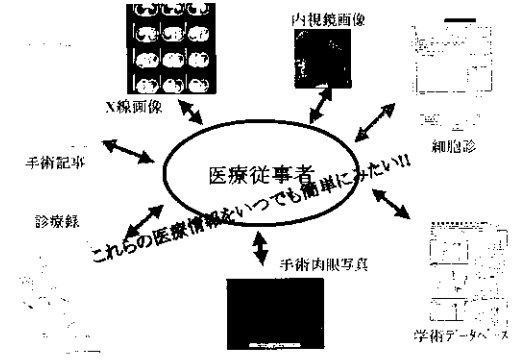 内視鏡画像
X線画像
細胞診
手術記事
医療従事者
これらの医療情報をいつでも簡単にみたい!!
診療録
手術肉眼写真
学術データベース